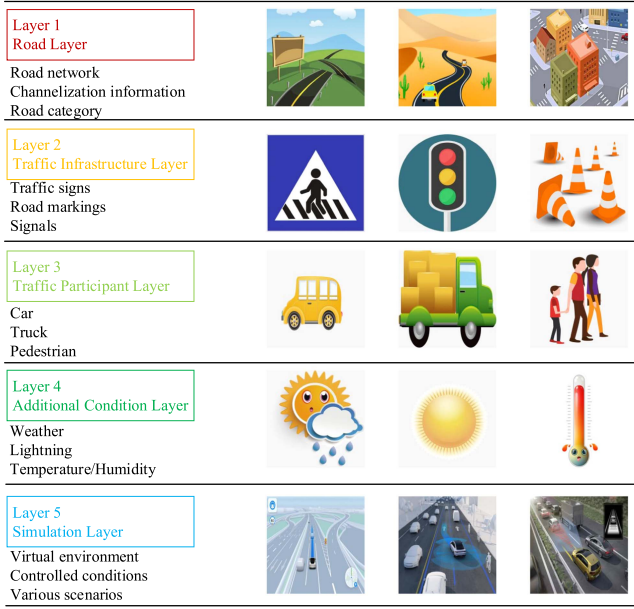 Layer 1
Road Layer
Road network
Channelization information
Road category
Layer 2
Traffic Infrastructure Layer
Traffic signs
Road markings
Signals
Layer 3
Traffic Participant Layer
Car
Truck
Pedestrian
Layer 4
Additional Condition Layer
Weather
Lightning
Temperature/Humidity
Layer 5
Simulation Layer
Virtual environment
Controlled conditions
Various scenarios